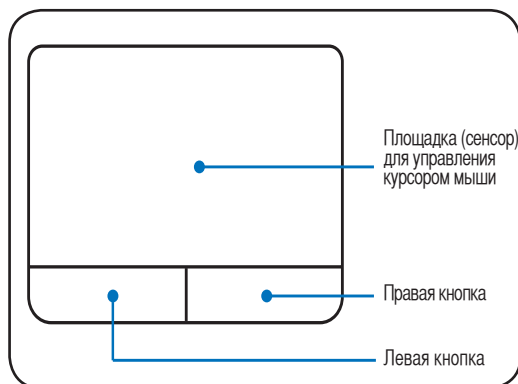 Площадка (сенсор)
для управления
курсором мыши
Правая кнопка
Левая кнопка